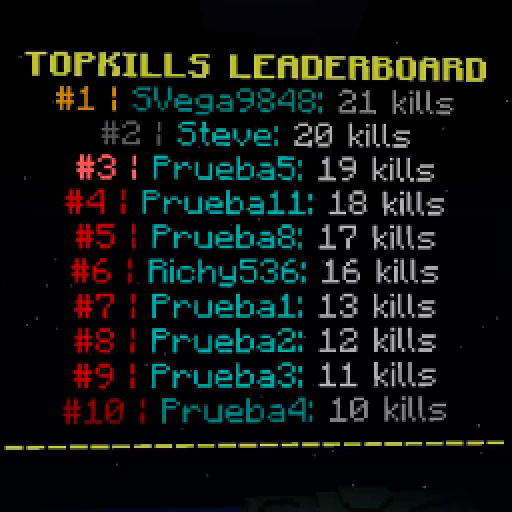 TOPKILLS LEADERBOARD
#1 ¦ SVega9848: 21 kills
#2 ¦ Steve: 20 kills
#3 ¦ Prueba5: 19 kills
#4 ¦ Prueba11: 18 kills
#5 ¦ Prueba8: 17 kills
#6 ¦ Richy536: 16 kills
#7 ¦ Prueba1: 13 kills
#8 ¦ Prueba2: 12 kills
#9 ¦ Prueba3: 11 kills
#10 ¦ Prueba4: 10 kills